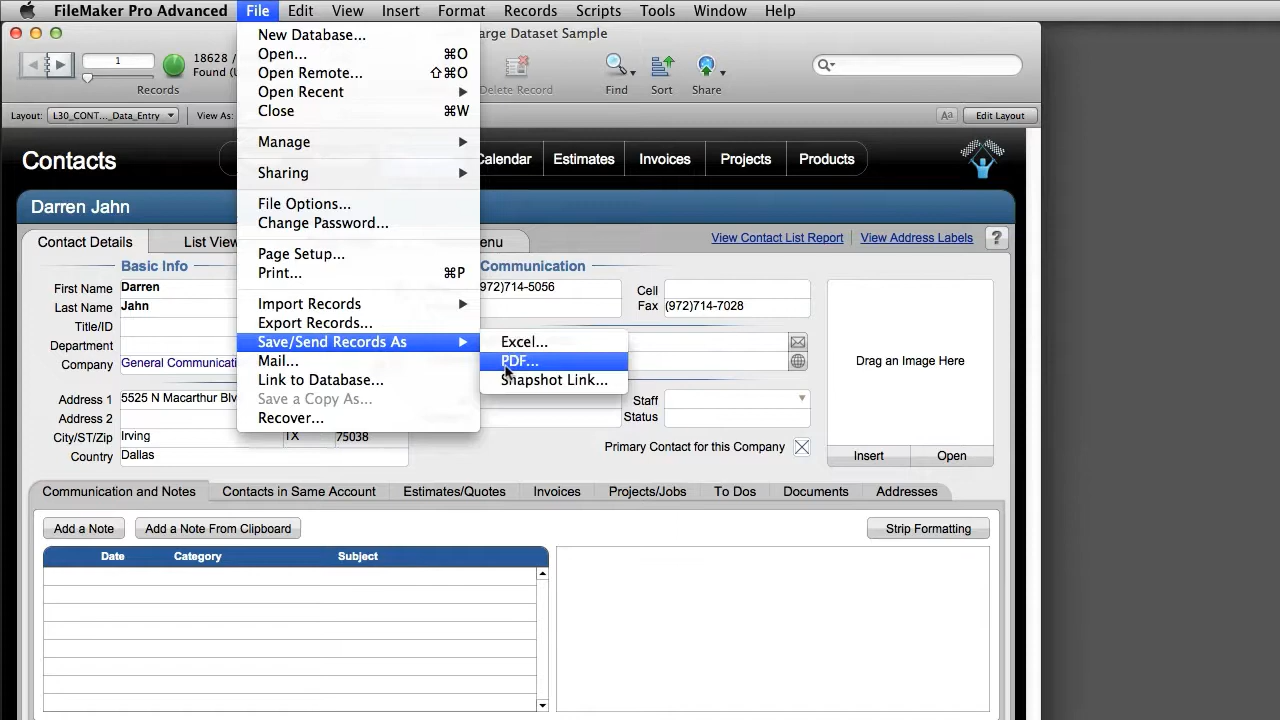 FileMaker Pro Advanced File Edit View Insert Format Records Scripts Tools Window Help
arge Dataset Sample
1
18628 /
Found (
Records
Delete Record
Find
Sort
Share
Layout: L30_CONT..._Data_Entry View As:
Aa Edit Layout
New Database...
Open... ⌘O
Open Remote... ⇧⌘O
Open Recent
Close ⌘W
Manage
Sharing
File Options...
Change Password...
Page Setup...
Print... ⌘P
Import Records
Export Records...
Save/Send Records As
Mail...
Link to Database...
Save a Copy As...
Recover...
Excel...
PDF...
Snapshot Link...
Contacts
Calendar Estimates Invoices Projects Products
Darren Jahn
Contact Details List View enu
View Contact List Report View Address Labels ?
Basic Info
First Name Darren
Last Name Jahn
Title/ID
Department
Company General Communicati
Address 1 5525 N Macarthur Blv
Address 2
City/ST/Zip Irving TX 75038
Country Dallas
Communication
972)714-5056
Cell
Fax (972)714-7028
Staff
Status
Primary Contact for this Company
Drag an Image Here
Insert Open
Communication and Notes Contacts in Same Account Estimates/Quotes Invoices Projects/Jobs To Dos Documents Addresses
Add a Note Add a Note From Clipboard Strip Formatting
Date Category Subject